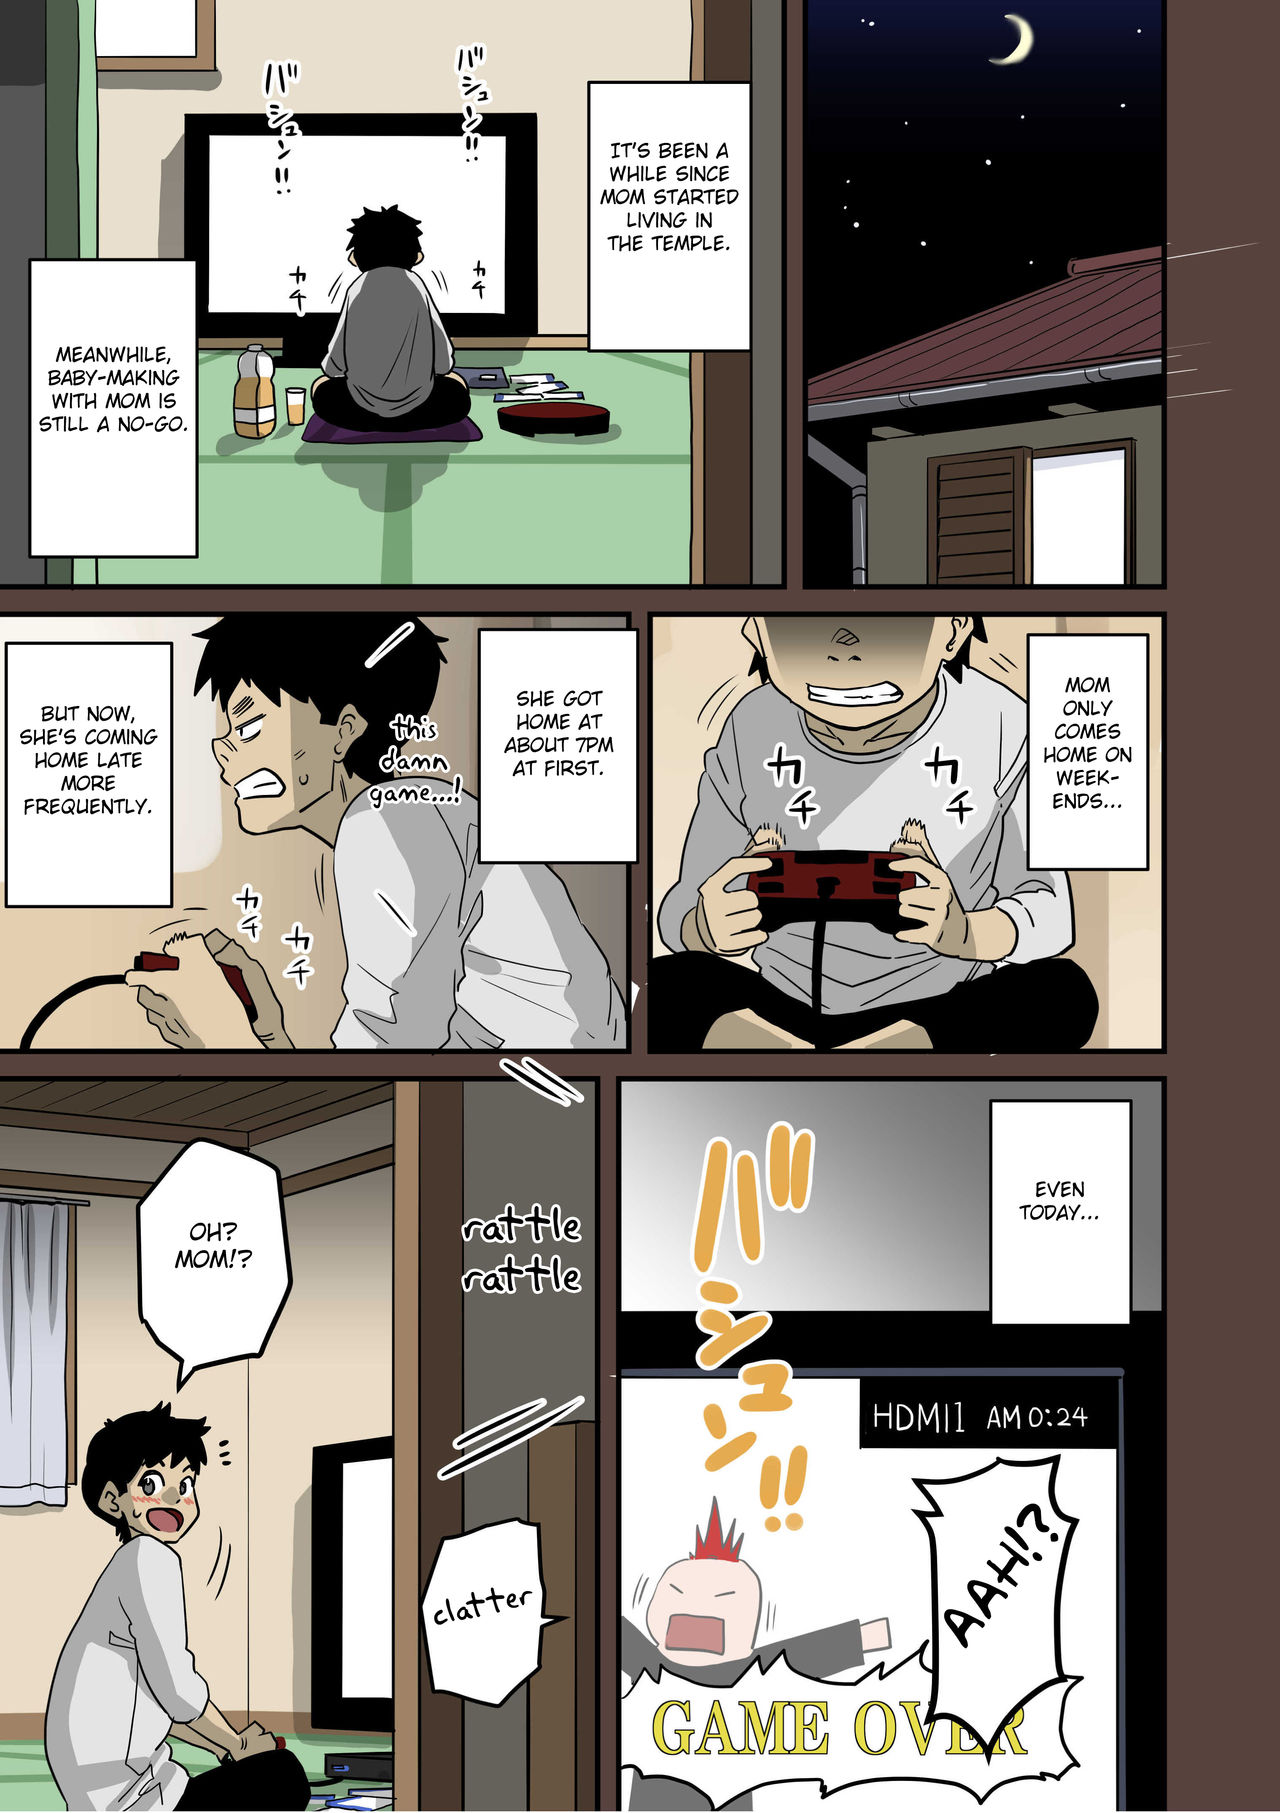 IT'S BEEN A
WHILE SINCE
MOM STARTED
LIVING IN
THE TEMPLE.
バシューン!!
バシューン!!
カチ
カチ
MEANWHILE,
BABY-MAKING
WITH MOM IS
STILL A NO-GO.
MOM
ONLY
COMES
HOME ON
WEEK-
ENDS...
カチ
カチ
SHE GOT
HOME AT
ABOUT 7PM
AT FIRST.
this
damn
game...!
BUT NOW,
SHE'S COMING
HOME LATE
MORE
FREQUENTLY.
カチ
カチ
EVEN
TODAY...
バシューン!!
HDMI1 AM0:24
AAH!?
GAME OVER
rattle
rattle
clatter
OH?
MOM!?